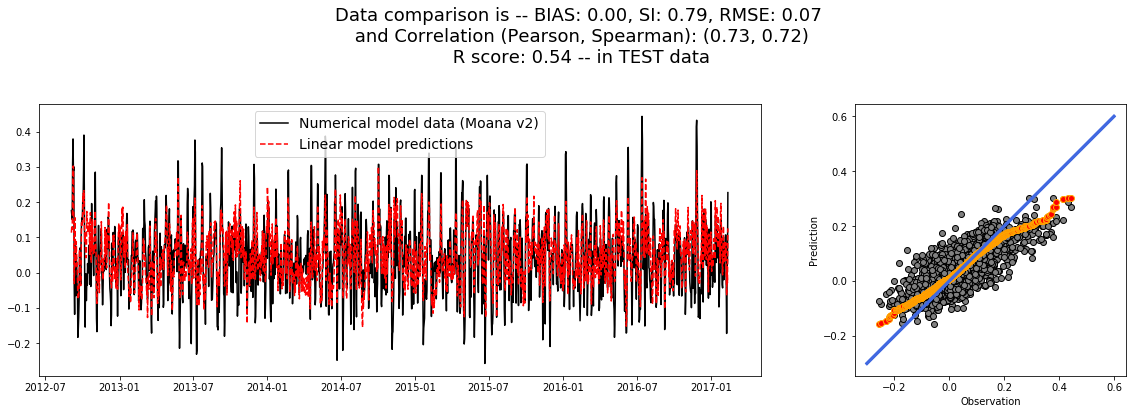 Data comparison is -- BIAS: 0.00, SI: 0.79, RMSE: 0.07
and Correlation (Pearson, Spearman): (0.73, 0.72)
R score: 0.54 -- in TEST data
Numerical model data (Moana v2)
Linear model predictions
0.4
0.3
0.2
0.1
0.0
−0.1
−0.2
2012-07 2013-01 2013-07 2014-01 2014-07 2015-01 2015-07 2016-01 2016-07 2017-01
Prediction
0.6
0.4
0.2
0.0
−0.2
−0.2 0.0 0.2 0.4 0.6
Observation